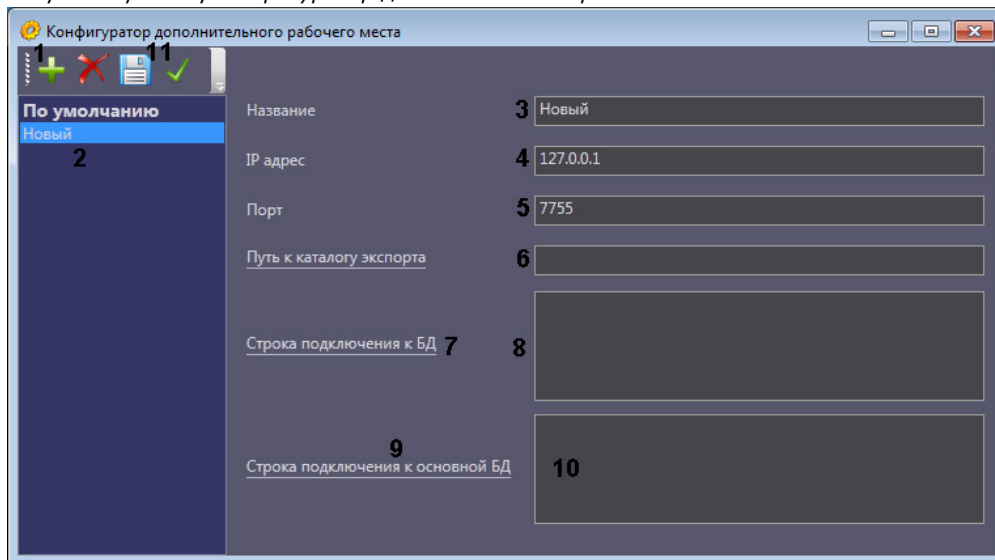 Конфигуратор дополнительного рабочего места
1 11
По умолчанию
Новый
2
Название 3 Новый
IP адрес 4 127.0.0.1
Порт 5 7755
Путь к каталогу экспорта 6
Строка подключения к БД 7 8
9
Строка подключения к основной БД 10